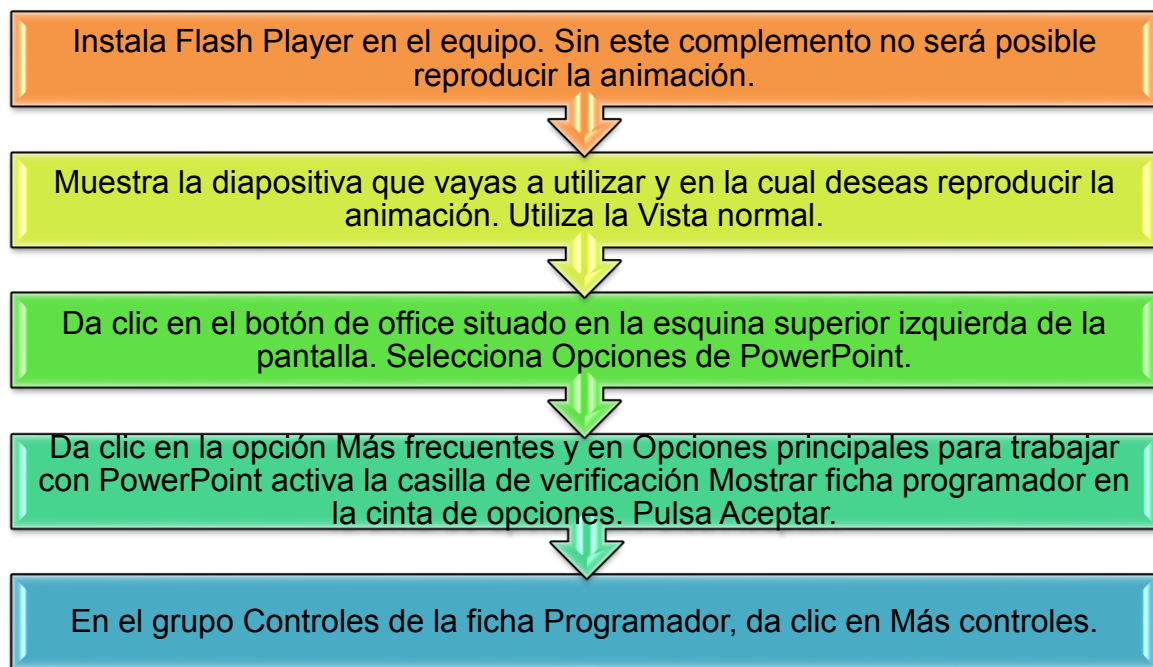 Instala Flash Player en el equipo. Sin este complemento no será posible
reproducir la animación.
Muestra la diapositiva que vayas a utilizar y en la cual deseas reproducir la
animación. Utiliza la Vista normal.
Da clic en el botón de office situado en la esquina superior izquierda de la
pantalla. Selecciona Opciones de PowerPoint.
Da clic en la opción Más frecuentes y en Opciones principales para trabajar
con PowerPoint activa la casilla de verificación Mostrar ficha programador en
la cinta de opciones. Pulsa Aceptar.
En el grupo Controles de la ficha Programador, da clic en Más controles.